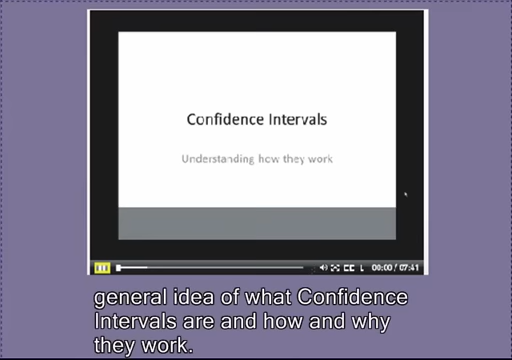 Confidence Intervals
Understanding how they work
00:00 / 07:41
general idea of what Confidence
Intervals are and how and why
they work.